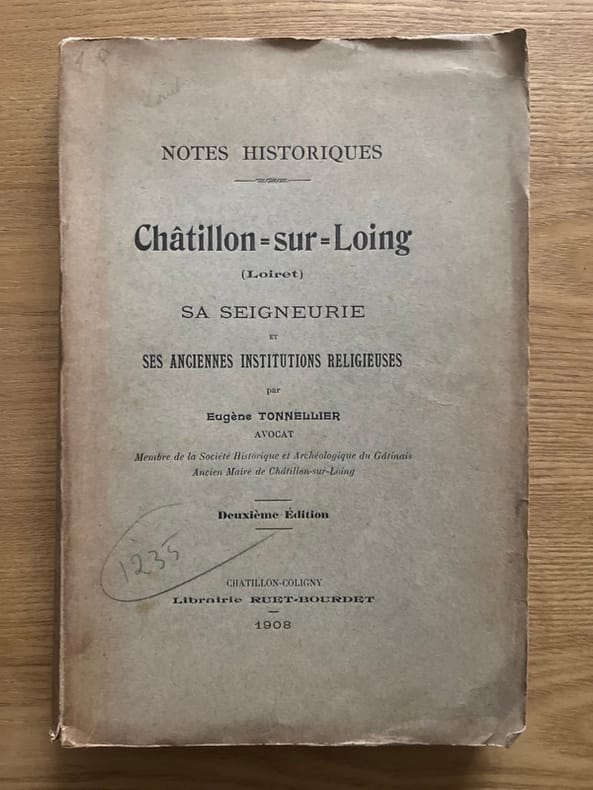 NOTES HISTORIQUES
Châtillon=sur=Loing
(Loiret)
SA SEIGNEURIE
ET
SES ANCIENNES INSTITUTIONS RELIGIEUSES
par
Eugène TONNELLIER
AVOCAT
Membre de la Société Historique et Archéologique du Gâtinais
Ancien Maire de Châtillon-sur-Loing
Deuxième Édition
1235
CHATILLON-COLIGNY
Librairie RUET-BOURDET
1908